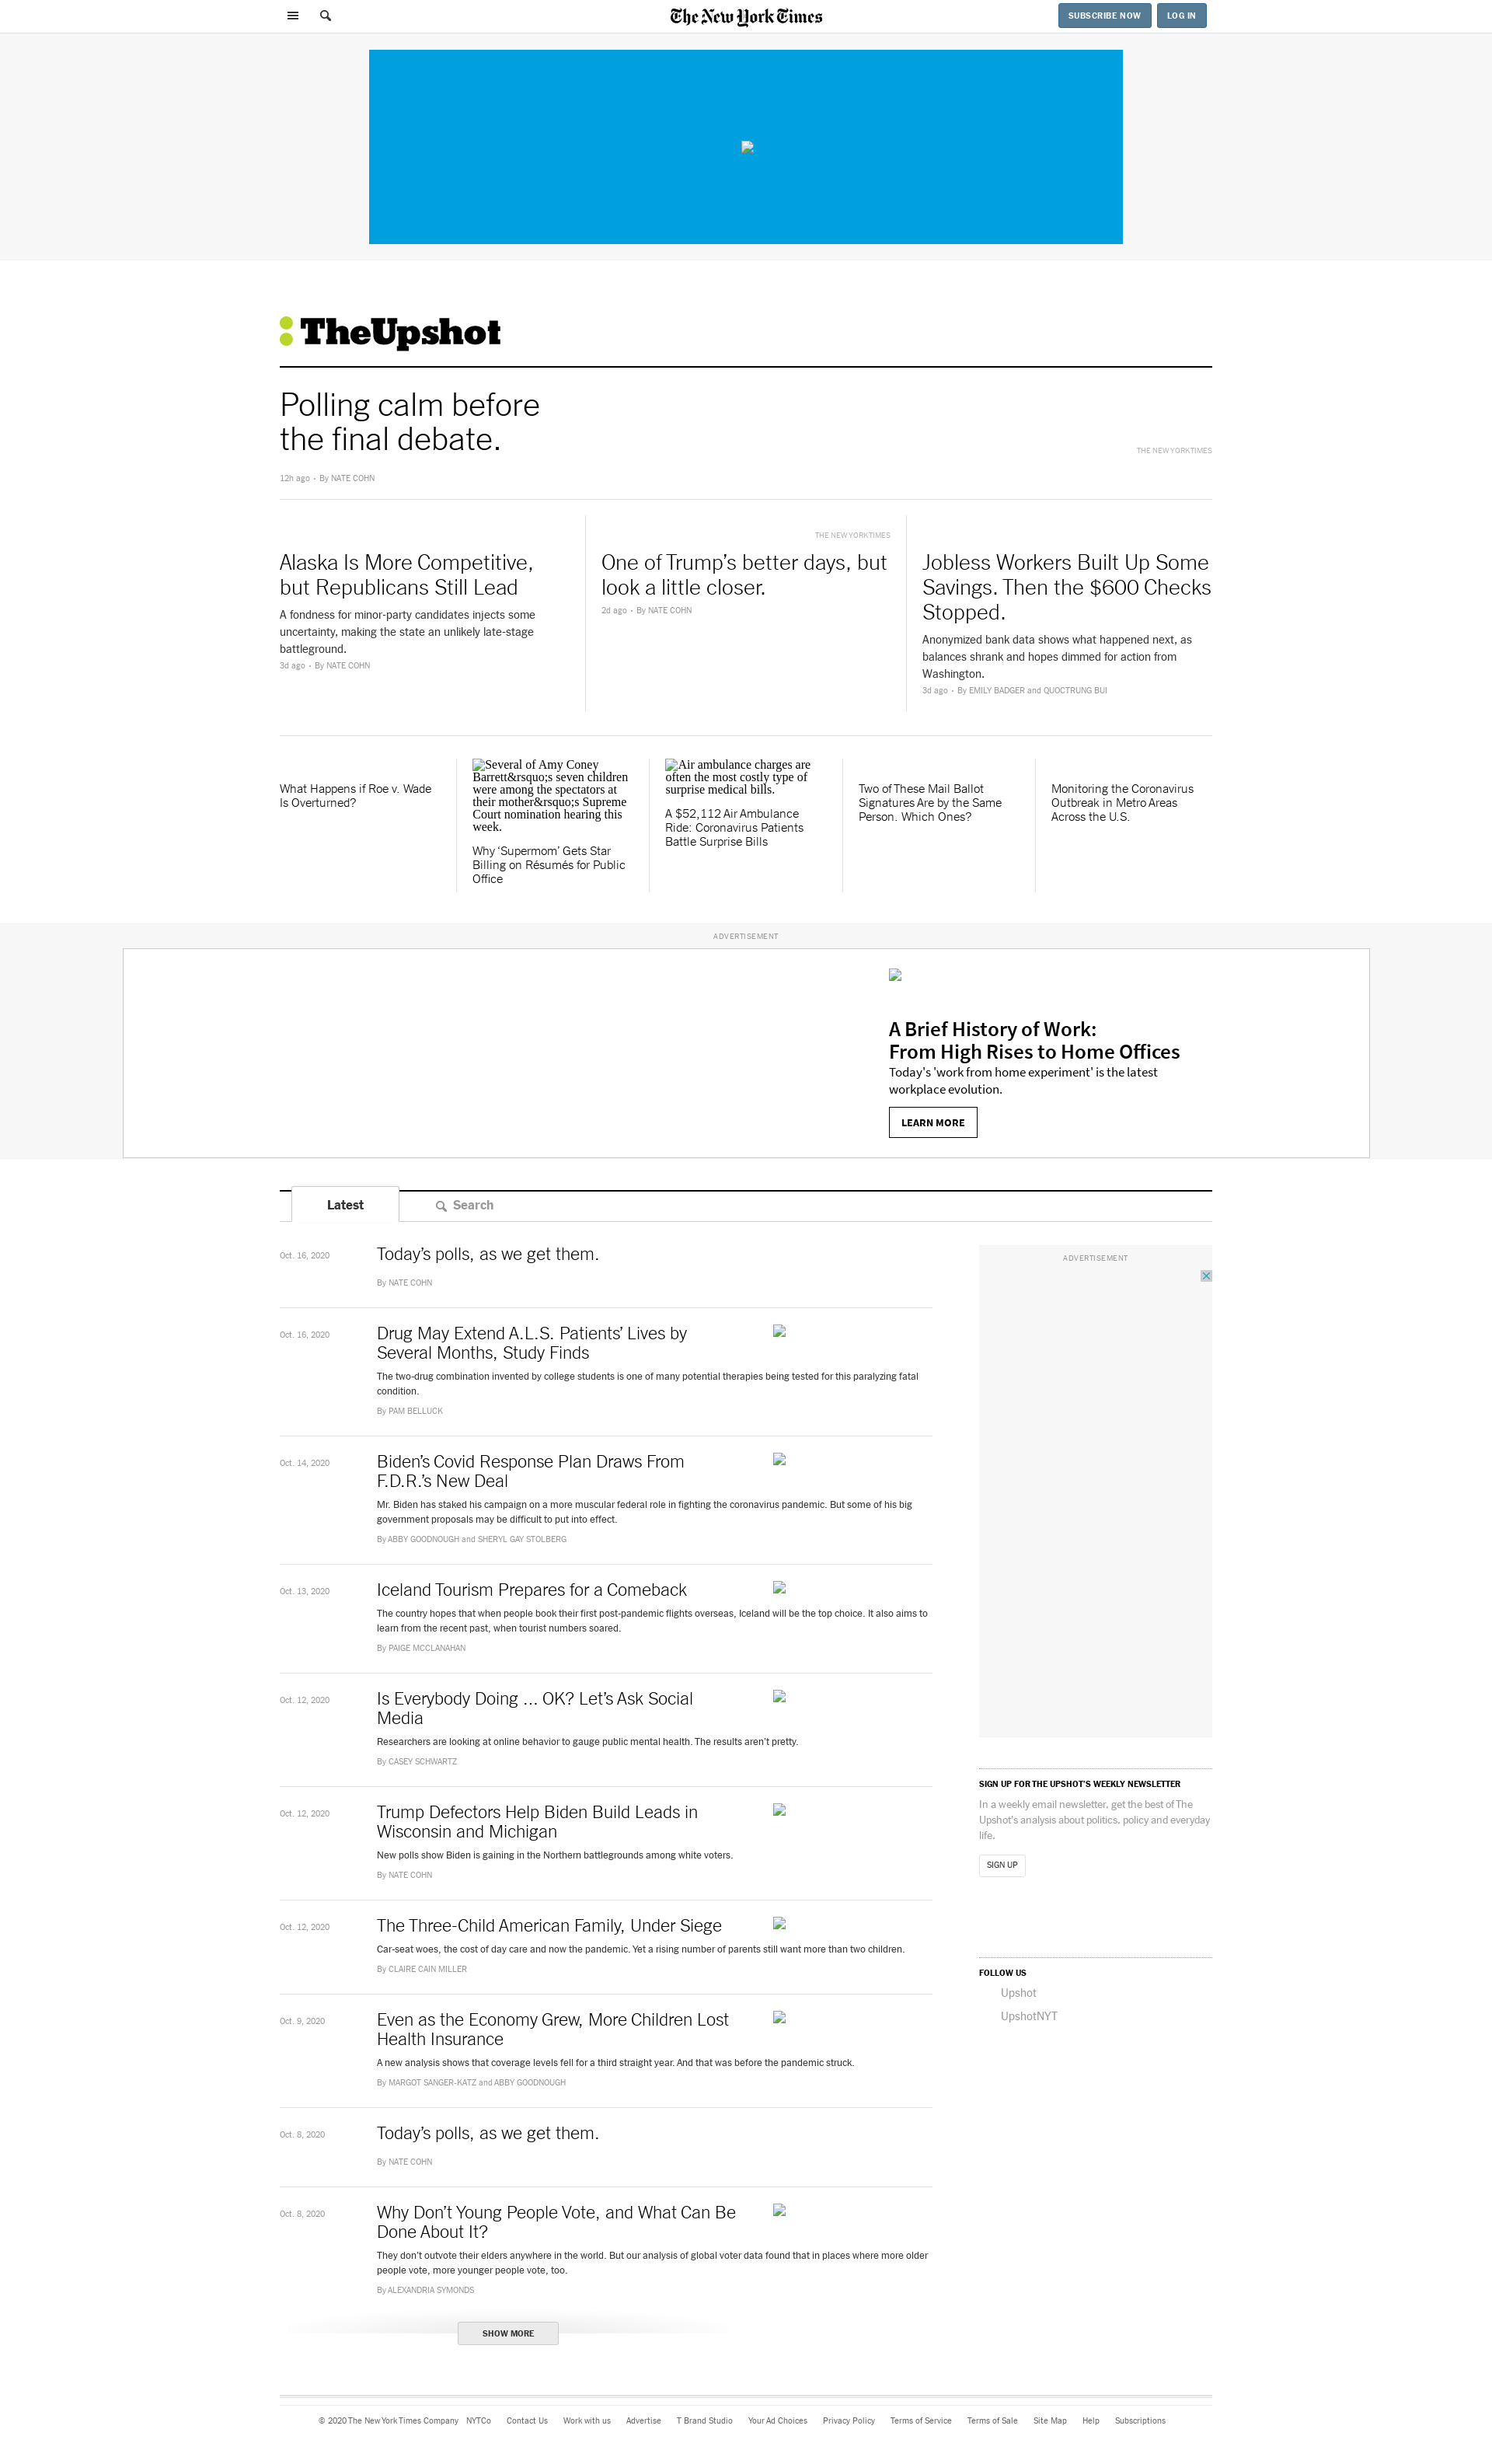 The New York Times
SUBSCRIBE NOW
LOG IN
TheUpshot
Polling calm before
the final debate.
THE NEW YORK TIMES
12h ago • By NATE COHN
Alaska Is More Competitive,
but Republicans Still Lead
A fondness for minor-party candidates injects some
uncertainty, making the state an unlikely late-stage
battleground.
3d ago • By NATE COHN
THE NEW YORK TIMES
One of Trump’s better days, but
look a little closer.
2d ago • By NATE COHN
Jobless Workers Built Up Some
Savings. Then the $600 Checks
Stopped.
Anonymized bank data shows what happened next, as
balances shrank and hopes dimmed for action from
Washington.
3d ago • By EMILY BADGER and QUOCTRUNG BUI
What Happens if Roe v. Wade
Is Overturned?
Several of Amy Coney
Barrett&rsquo;s seven children
were among the spectators at
their mother&rsquo;s Supreme
Court nomination hearing this
week.
Why ‘Supermom’ Gets Star
Billing on Résumés for Public
Office
Air ambulance charges are
often the most costly type of
surprise medical bills.
A $52,112 Air Ambulance
Ride: Coronavirus Patients
Battle Surprise Bills
Two of These Mail Ballot
Signatures Are by the Same
Person. Which Ones?
Monitoring the Coronavirus
Outbreak in Metro Areas
Across the U.S.
ADVERTISEMENT
A Brief History of Work:
From High Rises to Home Offices
Today's 'work from home experiment' is the latest
workplace evolution.
LEARN MORE
Latest
Search
Oct. 16, 2020
Today’s polls, as we get them.
By NATE COHN
Oct. 16, 2020
Drug May Extend A.L.S. Patients’ Lives by
Several Months, Study Finds
The two-drug combination invented by college students is one of many potential therapies being tested for this paralyzing fatal
condition.
By PAM BELLUCK
Oct. 14, 2020
Biden’s Covid Response Plan Draws From
F.D.R.’s New Deal
Mr. Biden has staked his campaign on a more muscular federal role in fighting the coronavirus pandemic. But some of his big
government proposals may be difficult to put into effect.
By ABBY GOODNOUGH and SHERYL GAY STOLBERG
Oct. 13, 2020
Iceland Tourism Prepares for a Comeback
The country hopes that when people book their first post-pandemic flights overseas, Iceland will be the top choice. It also aims to
learn from the recent past, when tourist numbers soared.
By PAIGE MCCLANAHAN
Oct. 12, 2020
Is Everybody Doing ... OK? Let’s Ask Social
Media
Researchers are looking at online behavior to gauge public mental health. The results aren’t pretty.
By CASEY SCHWARTZ
Oct. 12, 2020
Trump Defectors Help Biden Build Leads in
Wisconsin and Michigan
New polls show Biden is gaining in the Northern battlegrounds among white voters.
By NATE COHN
Oct. 12, 2020
The Three-Child American Family, Under Siege
Car-seat woes, the cost of day care and now the pandemic. Yet a rising number of parents still want more than two children.
By CLAIRE CAIN MILLER
Oct. 9, 2020
Even as the Economy Grew, More Children Lost
Health Insurance
A new analysis shows that coverage levels fell for a third straight year. And that was before the pandemic struck.
By MARGOT SANGER-KATZ and ABBY GOODNOUGH
Oct. 8, 2020
Today’s polls, as we get them.
By NATE COHN
Oct. 8, 2020
Why Don’t Young People Vote, and What Can Be
Done About It?
They don’t outvote their elders anywhere in the world. But our analysis of global voter data found that in places where more older
people vote, more younger people vote, too.
By ALEXANDRIA SYMONDS
SHOW MORE
ADVERTISEMENT
SIGN UP FOR THE UPSHOT'S WEEKLY NEWSLETTER
In a weekly email newsletter, get the best of The
Upshot's analysis about politics, policy and everyday
life.
SIGN UP
FOLLOW US
Upshot
UpshotNYT
© 2020 The New York Times Company NYTCo Contact Us Work with us Advertise T Brand Studio Your Ad Choices Privacy Policy Terms of Service Terms of Sale Site Map Help Subscriptions